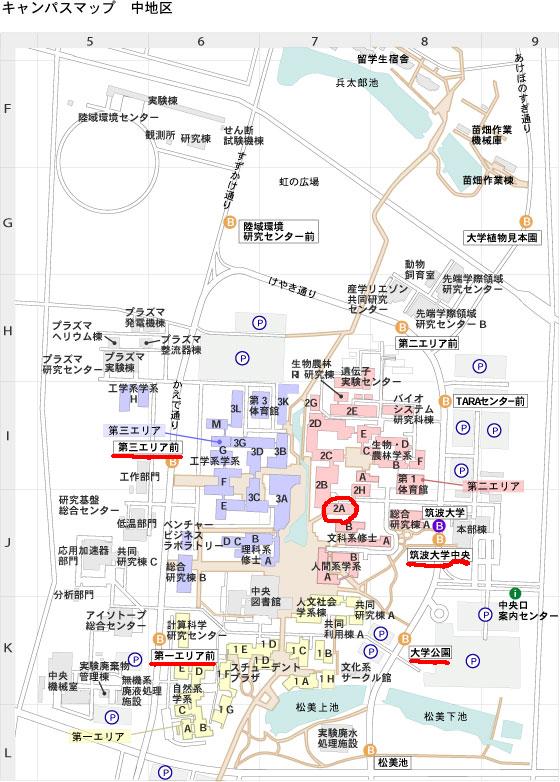 キャンパスマップ 中地区
5
6
7
8
9
留学生宿舎
兵太郎池
あけぼのすぎ通り
F
実験棟
陸域環境センター
観測所
研究棟
せん断
試験機棟
苗畑作業
機械庫
苗畑作業棟
すずかけ通り
虹の広場
G
B
陸域環境
研究センター前
B
大学植物見本園
動物
飼育室
けやき通り
産学リエゾン
共同研究
センター
先端学際領域
研究センター
先端学際領域
研究センター B
プラズマ
発電機棟
プラズマ
ヘリウム棟
H
P
B
第二エリア前
プラズマ
整流器棟
プラズマ
研究センター
プラズマ
実験棟
P
生物農林
研究棟
遺伝子
実験センター
P
工学系学系
H
かえで通り
3L
第3
体育館
3K
2G
2E
バイオ
システム
研究科棟
B
TARAセンター前
M
2D
P
P
第三エリア
I
3G
E
生物・D
農林学系
第三エリア前
G
3D
3B
2C
C
B
F
B
工学系学系
P
工作部門
F
A
第1
体育館
第二エリア
3C
3A
2B
2H
研究基盤
総合センター
E
2A
総合
研究棟A
筑波大学
B
本部棟
低温部門
ベンチャー
ビジネス
ラボラトリー
B
文科系修士
A
B
J
D
C
B
理科系
修士
A
筑波大学中央
応用加速器
部門
共同
研究棟 C
総合
研究棟B
B
人間系学系
A
分析部門
中央
図書館
i
中央口
案内センター
アイソトープ
総合センター
人文社会
学系棟
共同
研究棟 A
P
計算科学
研究センター
共同
利用棟 A
P
B
K
B
P
第一エリア前
1E
1D
1C
1B
P
大学公園
P
スチューデント
プラザ
文化系
サークル館
中央
機械室
実験廃棄物
管理棟
無機系
廃液処理
施設
E
D
1F
1A
1H
自然系
学系
C
1G
松美上池
松美下池
P
第一エリア
A
B
実験廃水
処理施設
L
B
松美池
P